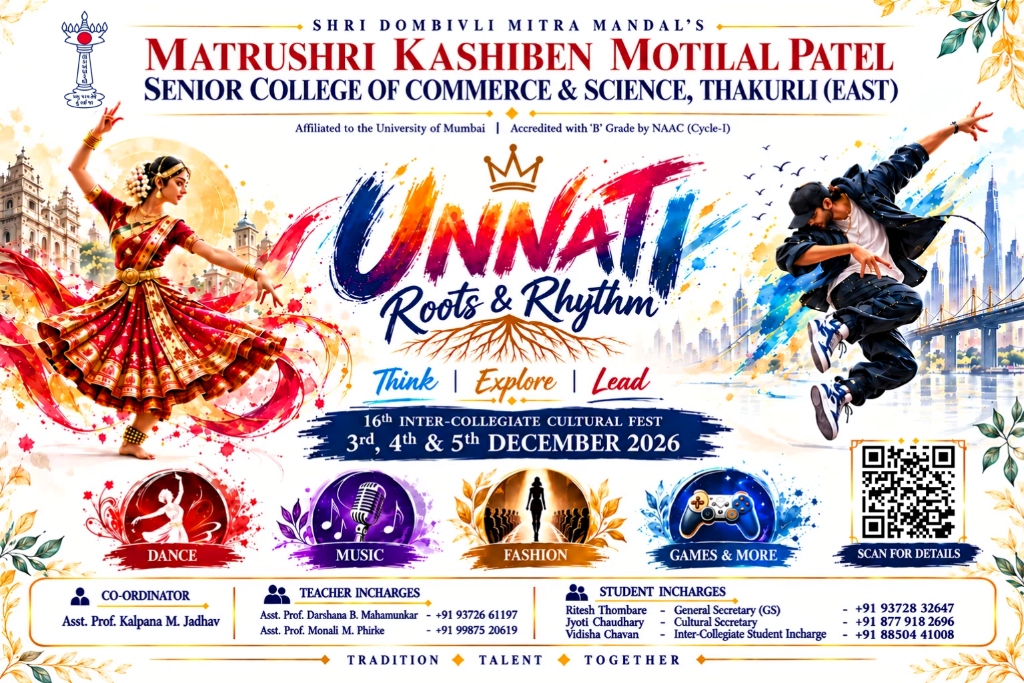 SHRI DOMBIVLI MITRA MANDAL'S
MATRUSHRI KASHIBEN MOTILAL PATEL
SENIOR COLLEGE OF COMMERCE & SCIENCE, THAKURLI (EAST)
Affiliated to the University of Mumbai | Accredited with 'B' Grade by NAAC (Cycle-I)
UNNATI
Roots & Rhythm
Think | Explore | Lead
16th INTER-COLLEGIATE CULTURAL FEST
3rd, 4th & 5th DECEMBER 2026
DANCE
MUSIC
FASHION
GAMES & MORE
SCAN FOR DETAILS
CO-ORDINATOR
Asst. Prof. Kalpana M. Jadhav
TEACHER INCHARGES
Asst. Prof. Darshana B. Mahamunkar - +91 93726 61197
Asst. Prof. Monali M. Phirke - +91 99875 20619
STUDENT INCHARGES
Ritesh Thombare - General Secretary (GS) - +91 93728 32647
Jyoti Chaudhary - Cultural Secretary - +91 877 918 2696
Vidisha Chavan - Inter-Collegiate Student Incharge - +91 88504 41008
TRADITION ◆ TALENT ◆ TOGETHER